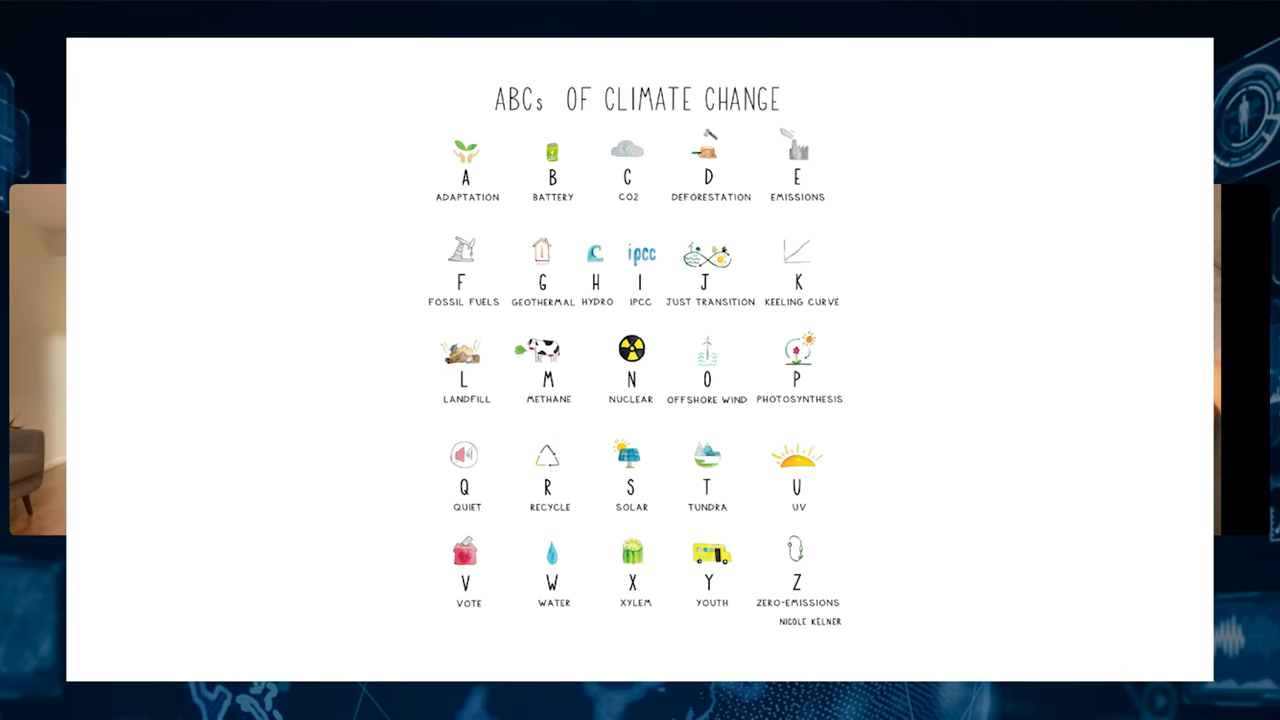 ABCs OF CLIMATE CHANGE
A B C D E
ADAPTATION BATTERY CO2 DEFORESTATION EMISSIONS
ipcc
F G H I J K
FOSSIL FUELS GEOTHERMAL HYDRO IPCC JUST TRANSITION KEELING CURVE
L M N O P
LANDFILL METHANE NUCLEAR OFFSHORE WIND PHOTOSYNTHESIS
Q R S T U
QUIET RECYCLE SOLAR TUNDRA UV
V W X Y Z
VOTE WATER XYLEM YOUTH ZERO-EMISSIONS
NICOLE KELNER